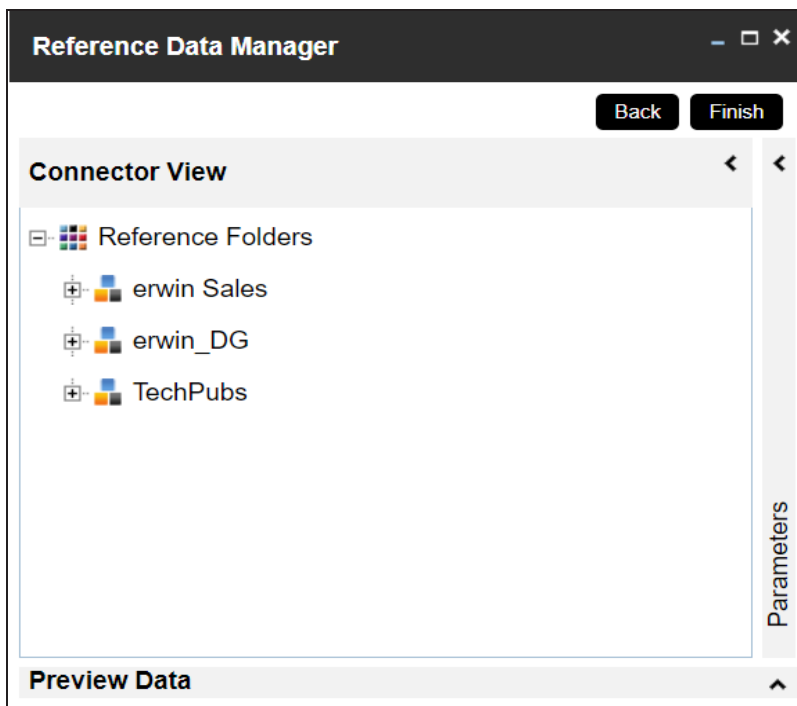 Reference Data Manager
Back Finish
Connector View
Reference Folders
erwin Sales
erwin_DG
TechPubs
Parameters
Preview Data